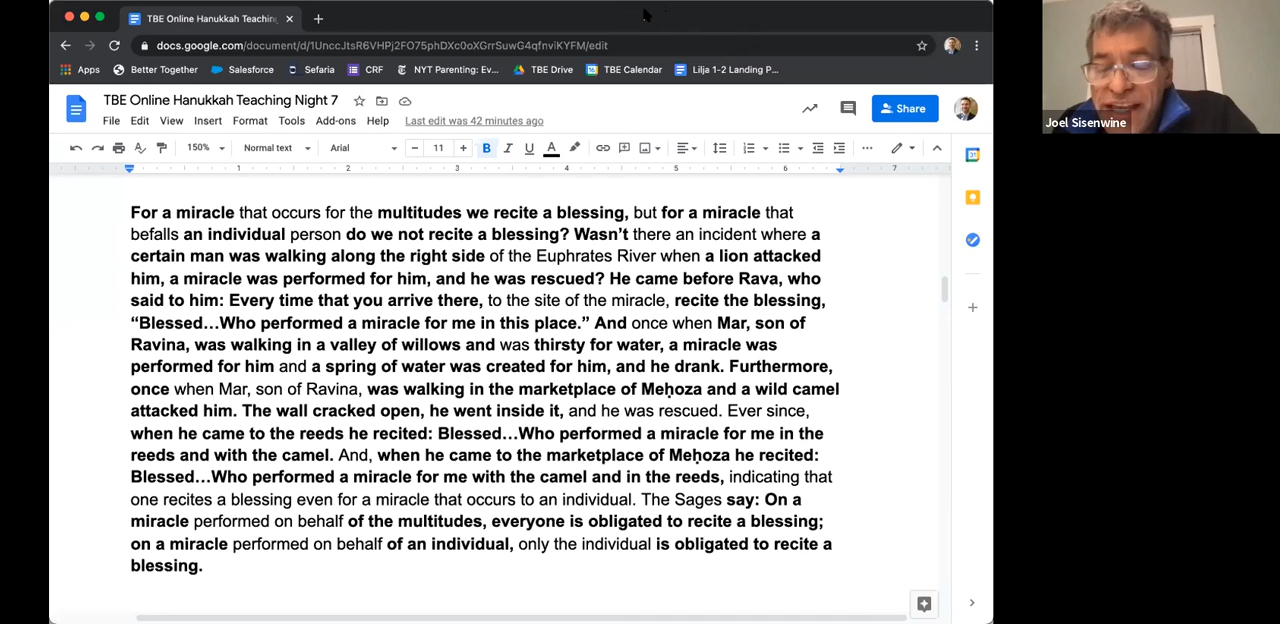 TBE Online Hanukkah Teaching
docs.google.com/document/d/1UnccJtsR6VHPj2FO75phDXc0oXGrrSuwG4qfnviKYFM/edit
Apps Better Together Salesforce Sefaria CRF NYT Parenting: Ev... TBE Drive TBE Calendar Lilja 1-2 Landing P...
TBE Online Hanukkah Teaching Night 7
Share
File Edit View Insert Format Tools Add-ons Help Last edit was 42 minutes ago
150% Normal text Arial 11 B I U A
1 2 3 4 5 6 7
For a miracle that occurs for the multitudes we recite a blessing, but for a miracle that
befalls an individual person do we not recite a blessing? Wasn't there an incident where a
certain man was walking along the right side of the Euphrates River when a lion attacked
him, a miracle was performed for him, and he was rescued? He came before Rava, who
said to him: Every time that you arrive there, to the site of the miracle, recite the blessing,
“Blessed…Who performed a miracle for me in this place.” And once when Mar, son of
Ravina, was walking in a valley of willows and was thirsty for water, a miracle was
performed for him and a spring of water was created for him, and he drank. Furthermore,
once when Mar, son of Ravina, was walking in the marketplace of Meḥoza and a wild camel
attacked him. The wall cracked open, he went inside it, and he was rescued. Ever since,
when he came to the reeds he recited: Blessed…Who performed a miracle for me in the
reeds and with the camel. And, when he came to the marketplace of Meḥoza he recited:
Blessed…Who performed a miracle for me with the camel and in the reeds, indicating that
one recites a blessing even for a miracle that occurs to an individual. The Sages say: On a
miracle performed on behalf of the multitudes, everyone is obligated to recite a blessing;
on a miracle performed on behalf of an individual, only the individual is obligated to recite a
blessing.
Joel Sisenwine